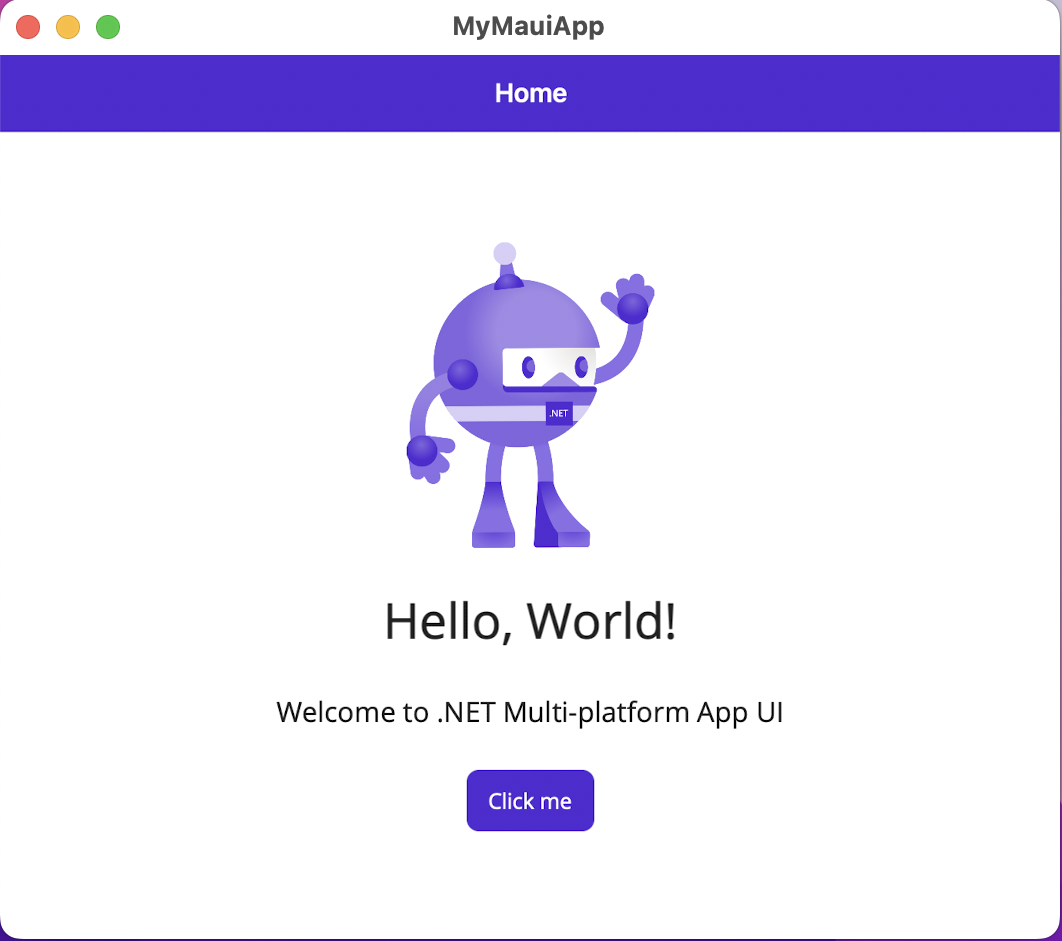 MyMauiApp
Home
.NET
Hello, World!
Welcome to .NET Multi-platform App UI
Click me